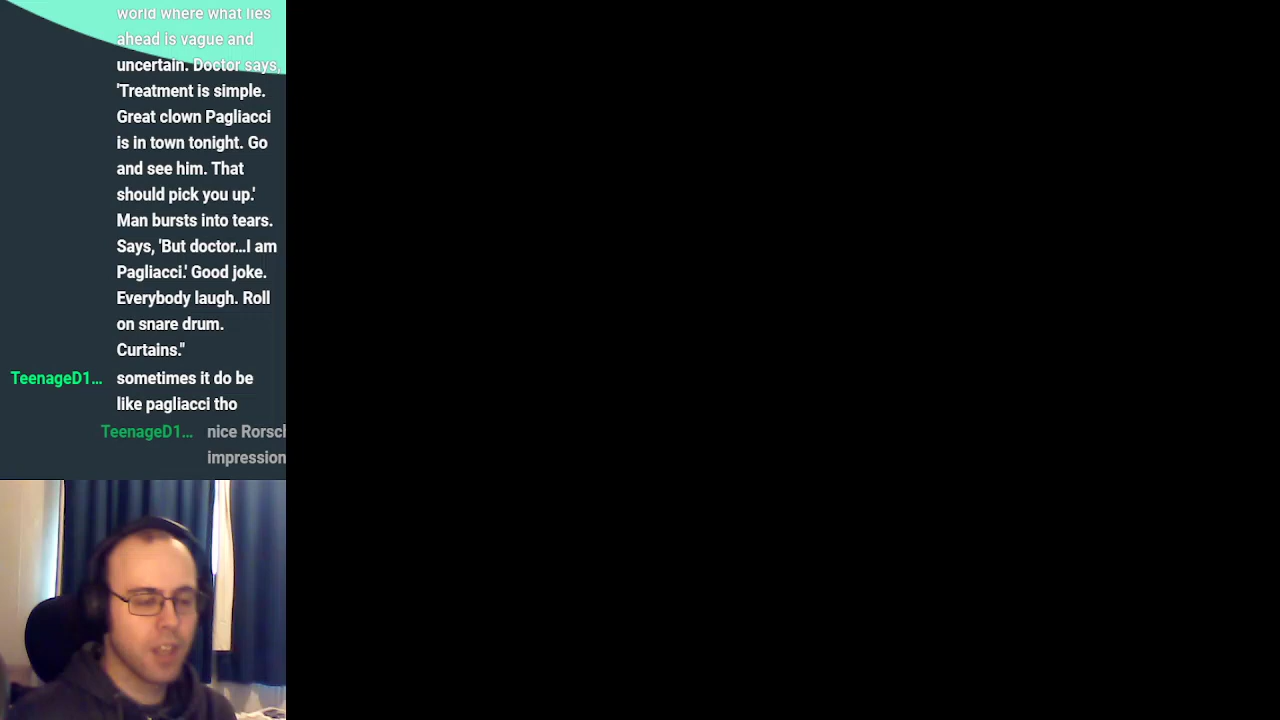 world where what lies
ahead is vague and
uncertain. Doctor says,
'Treatment is simple.
Great clown Pagliacci
is in town tonight. Go
and see him. That
should pick you up.'
Man bursts into tears.
Says, 'But doctor...I am
Pagliacci.' Good joke.
Everybody laugh. Roll
on snare drum.
Curtains."
TeenageD1... sometimes it do be
like pagliacci tho
TeenageD1... nice Rorsch
impression